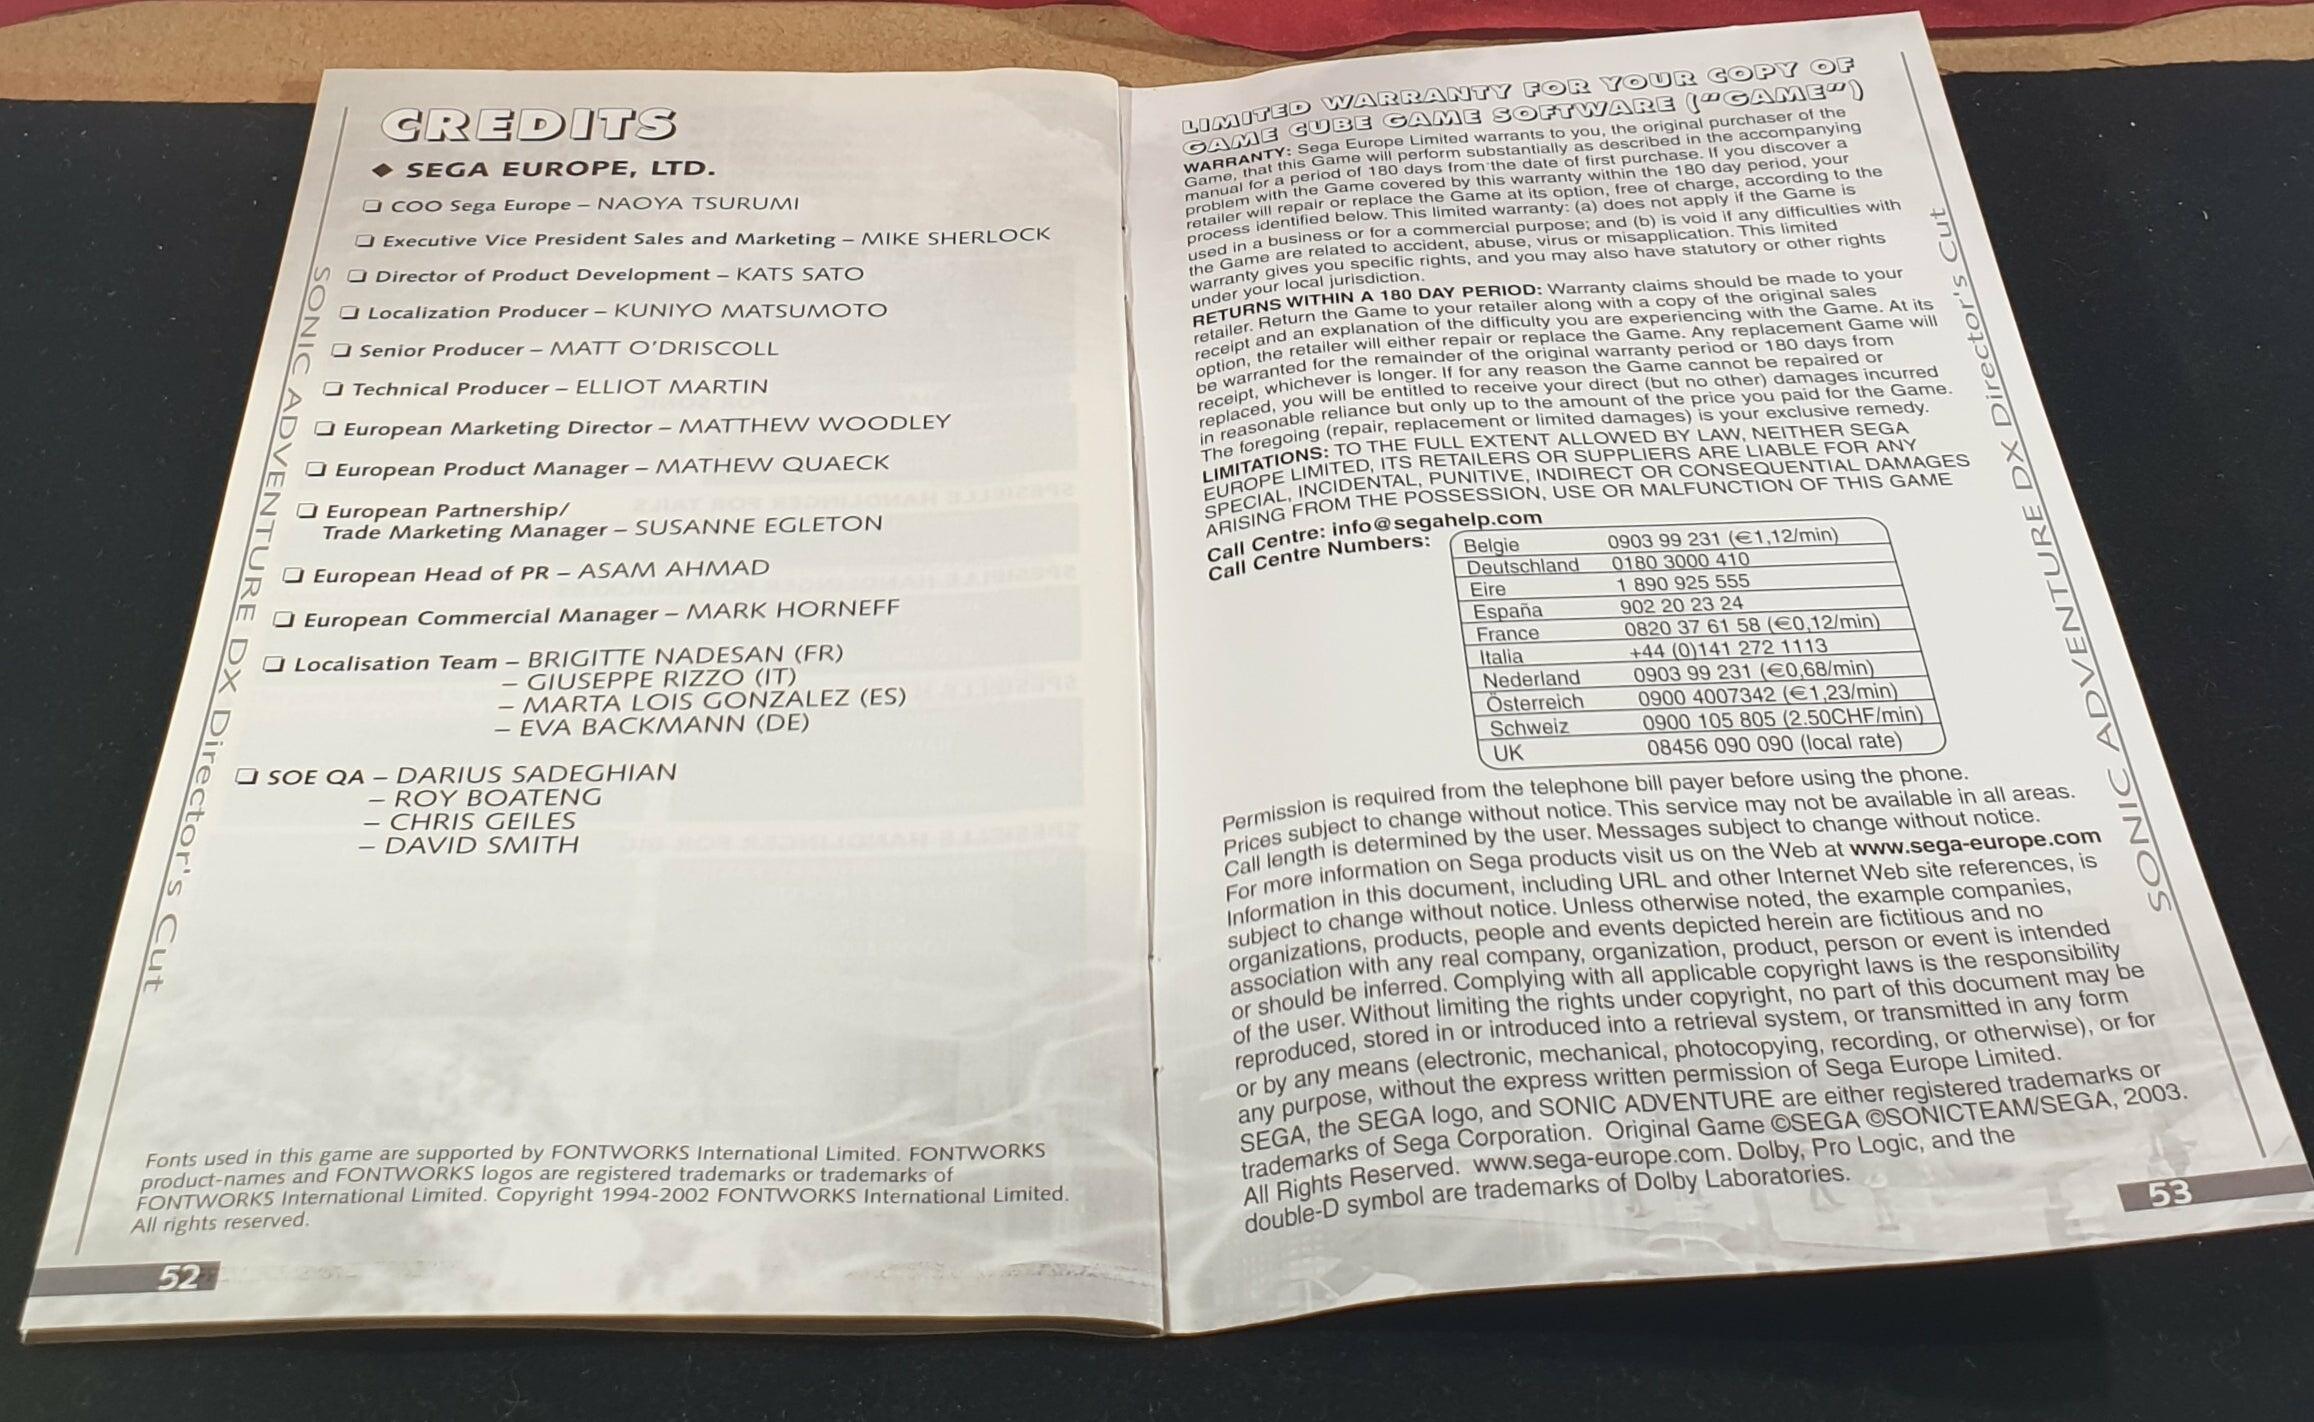 CREDITS
◆ SEGA EUROPE, LTD.
❏ COO Sega Europe – NAOYA TSURUMI
❏ Executive Vice President Sales and Marketing – MIKE SHERLOCK
❏ Director of Product Development – KATS SATO
❏ Localization Producer – KUNIYO MATSUMOTO
❏ Senior Producer – MATT O'DRISCOLL
❏ Technical Producer – ELLIOT MARTIN
❏ European Marketing Director – MATTHEW WOODLEY
❏ European Product Manager – MATHEW QUAECK
❏ European Partnership/
Trade Marketing Manager – SUSANNE EGLETON
❏ European Head of PR – ASAM AHMAD
❏ European Commercial Manager – MARK HORNEFF
❏ Localisation Team – BRIGITTE NADESAN (FR)
– GIUSEPPE RIZZO (IT)
– MARTA LOIS GONZALEZ (ES)
– EVA BACKMANN (DE)
❏ SOE QA – DARIUS SADEGHIAN
– ROY BOATENG
– CHRIS GEILES
– DAVID SMITH
Fonts used in this game are supported by FONTWORKS International Limited. FONTWORKS
product-names and FONTWORKS logos are registered trademarks or trademarks of
FONTWORKS International Limited. Copyright 1994-2002 FONTWORKS International Limited.
All rights reserved.
52
SONIC ADVENTURE DX Director's Cut
LIMITED WARRANTY FOR YOUR COPY OF
GAME CUBE GAME SOFTWARE ("GAME")
WARRANTY: Sega Europe Limited warrants to you, the original purchaser of the
Game, that this Game will perform substantially as described in the accompanying
manual for a period of 180 days from the date of first purchase. If you discover a
problem with the Game covered by this warranty within the 180 day period, your
retailer will repair or replace the Game at its option, free of charge, according to the
process identified below. This limited warranty: (a) does not apply if the Game is
used in a business or for a commercial purpose; and (b) is void if any difficulties with
the Game are related to accident, abuse, virus or misapplication. This limited
warranty gives you specific rights, and you may also have statutory or other rights
under your local jurisdiction.
RETURNS WITHIN A 180 DAY PERIOD: Warranty claims should be made to your
retailer. Return the Game to your retailer along with a copy of the original sales
receipt and an explanation of the difficulty you are experiencing with the Game. At its
option, the retailer will either repair or replace the Game. Any replacement Game will
be warranted for the remainder of the original warranty period or 180 days from
receipt, whichever is longer. If for any reason the Game cannot be repaired or
replaced, you will be entitled to receive your direct (but no other) damages incurred
in reasonable reliance but only up to the amount of the price you paid for the Game.
The foregoing (repair, replacement or limited damages) is your exclusive remedy.
LIMITATIONS: TO THE FULL EXTENT ALLOWED BY LAW, NEITHER SEGA
EUROPE LIMITED, ITS RETAILERS OR SUPPLIERS ARE LIABLE FOR ANY
SPECIAL, INCIDENTAL, PUNITIVE, INDIRECT OR CONSEQUENTIAL DAMAGES
ARISING FROM THE POSSESSION, USE OR MALFUNCTION OF THIS GAME
Call Centre: info@segahelp.com
Call Centre Numbers:
Belgie 0903 99 231 (€1,12/min)
Deutschland 0180 3000 410
Eire 1 890 925 555
España 902 20 23 24
France 0820 37 61 58 (€0,12/min)
Italia +44 (0)141 272 1113
Nederland 0903 99 231 (€0,68/min)
Österreich 0900 4007342 (€1,23/min)
Schweiz 0900 105 805 (2.50CHF/min)
UK 08456 090 090 (local rate)
Permission is required from the telephone bill payer before using the phone.
Prices subject to change without notice. This service may not be available in all areas.
Call length is determined by the user. Messages subject to change without notice.
For more information on Sega products visit us on the Web at www.sega-europe.com
Information in this document, including URL and other Internet Web site references, is
subject to change without notice. Unless otherwise noted, the example companies,
organizations, products, people and events depicted herein are fictitious and no
association with any real company, organization, product, person or event is intended
or should be inferred. Complying with all applicable copyright laws is the responsibility
of the user. Without limiting the rights under copyright, no part of this document may be
reproduced, stored in or introduced into a retrieval system, or transmitted in any form
or by any means (electronic, mechanical, photocopying, recording, or otherwise), or for
any purpose, without the express written permission of Sega Europe Limited.
SEGA, the SEGA logo, and SONIC ADVENTURE are either registered trademarks or
trademarks of Sega Corporation. Original Game ©SEGA ©SONICTEAM/SEGA, 2003.
All Rights Reserved. www.sega-europe.com. Dolby, Pro Logic, and the
double-D symbol are trademarks of Dolby Laboratories.
53
SONIC ADVENTURE DX Director's Cut